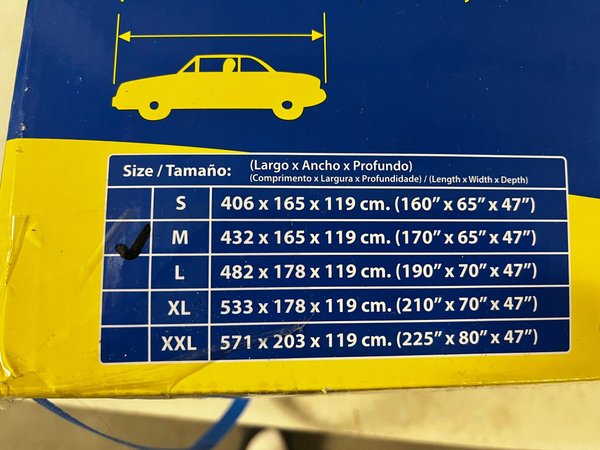 Size / Tamaño: (Largo x Ancho x Profundo)
(Comprimento x Largura x Profundidade) / (Length x Width x Depth)
S 406 x 165 x 119 cm. (160” x 65” x 47”)
M 432 x 165 x 119 cm. (170” x 65” x 47”)
L 482 x 178 x 119 cm. (190” x 70” x 47”)
XL 533 x 178 x 119 cm. (210” x 70” x 47”)
XXL 571 x 203 x 119 cm. (225” x 80” x 47”)